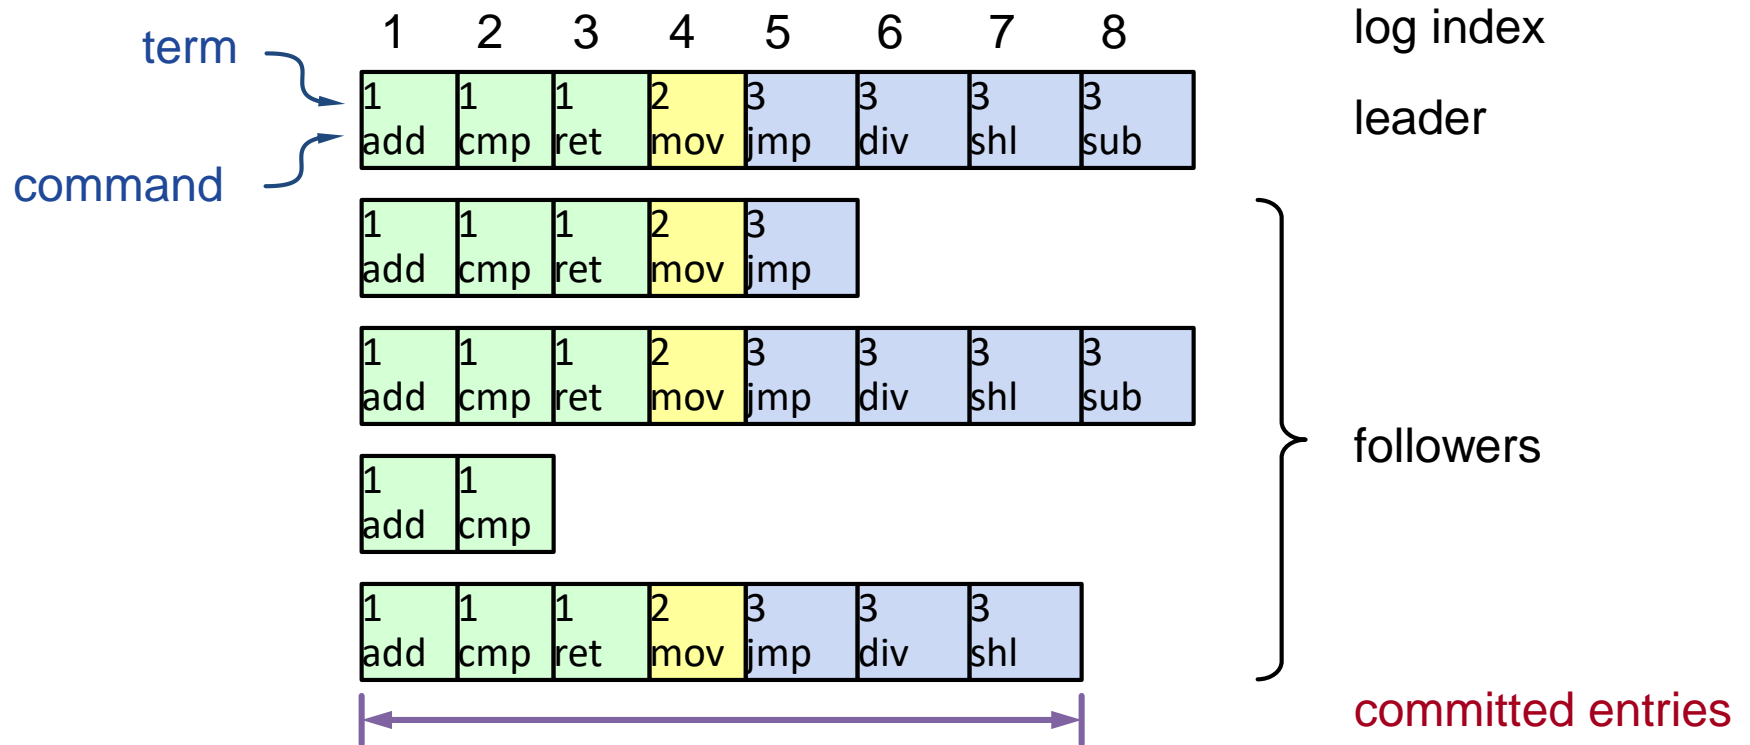 1 2 3 4 5 6 7 8 log index
term
1 1 1 2 3 3 3 3
leader
add cmp ret mov jmp div shl sub
command
1 1 1 2 3
add cmp ret mov jmp
1 1 1 2 3 3 3 3
add cmp ret mov jmp div shl sub
followers
1 1
add cmp
1 1 1 2 3 3 3
add cmp ret mov jmp div shl
committed entries